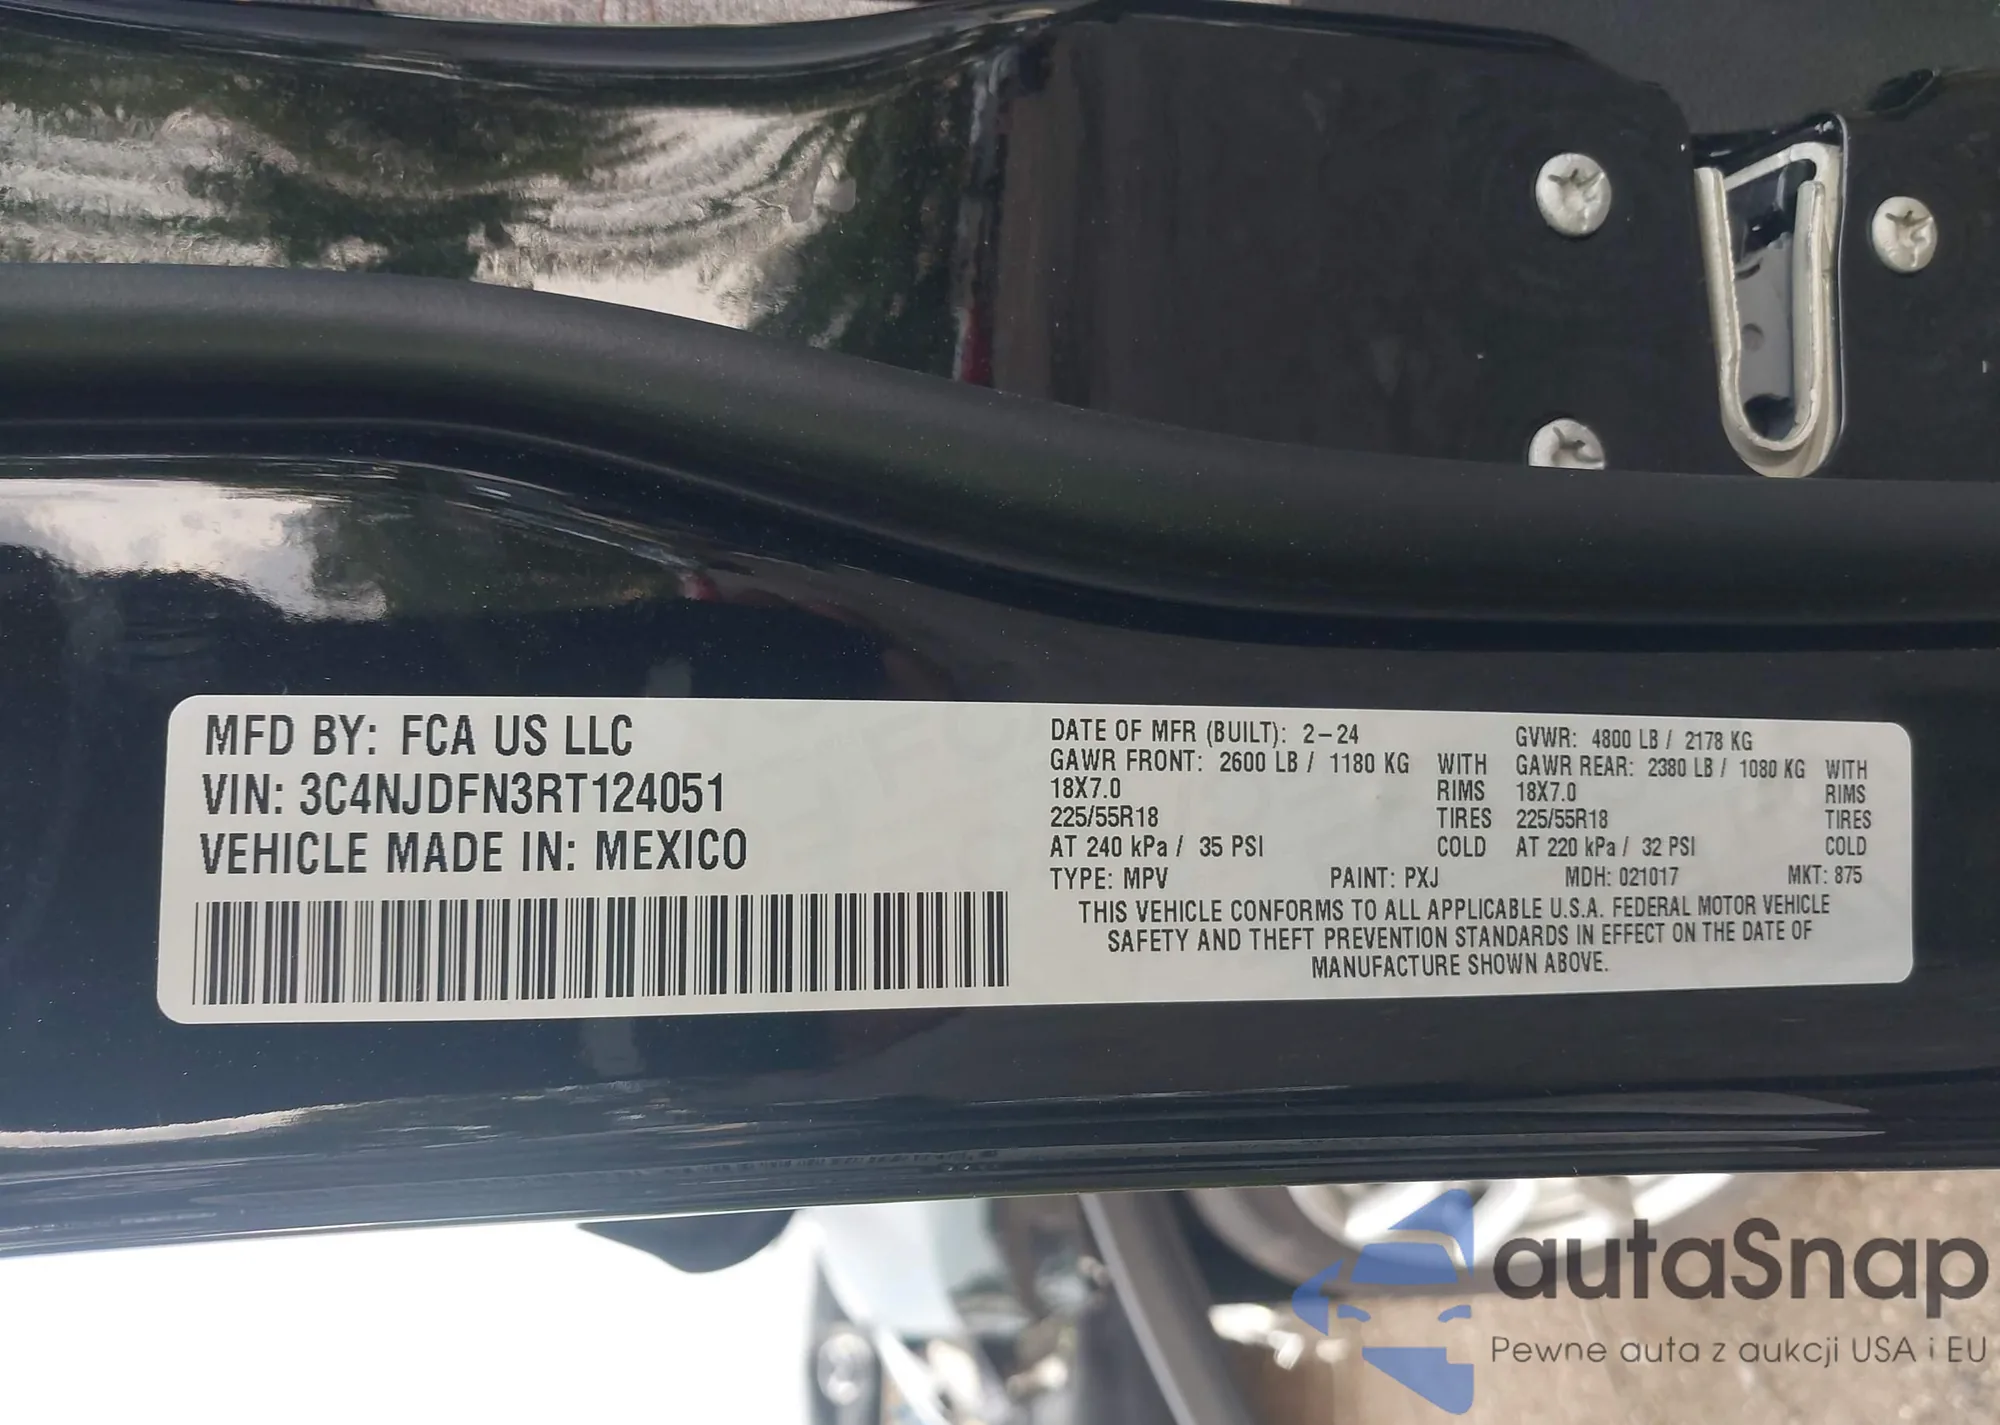 MFD BY: FCA US LLC
VIN: 3C4NJDFN3RT124051
VEHICLE MADE IN: MEXICO
DATE OF MFR (BUILT): 2-24 GVWR: 4800 LB / 2178 KG
GAWR FRONT: 2600 LB / 1180 KG WITH GAWR REAR: 2380 LB / 1080 KG WITH
18X7.0 RIMS 18X7.0 RIMS
225/55R18 TIRES 225/55R18 TIRES
AT 240 kPa / 35 PSI COLD AT 220 kPa / 32 PSI COLD
TYPE: MPV PAINT: PXJ MDH: 021017 MKT: 875
THIS VEHICLE CONFORMS TO ALL APPLICABLE U.S.A. FEDERAL MOTOR VEHICLE
SAFETY AND THEFT PREVENTION STANDARDS IN EFFECT ON THE DATE OF
MANUFACTURE SHOWN ABOVE.
autaSnap
Pewne auta z aukcji USA i EU